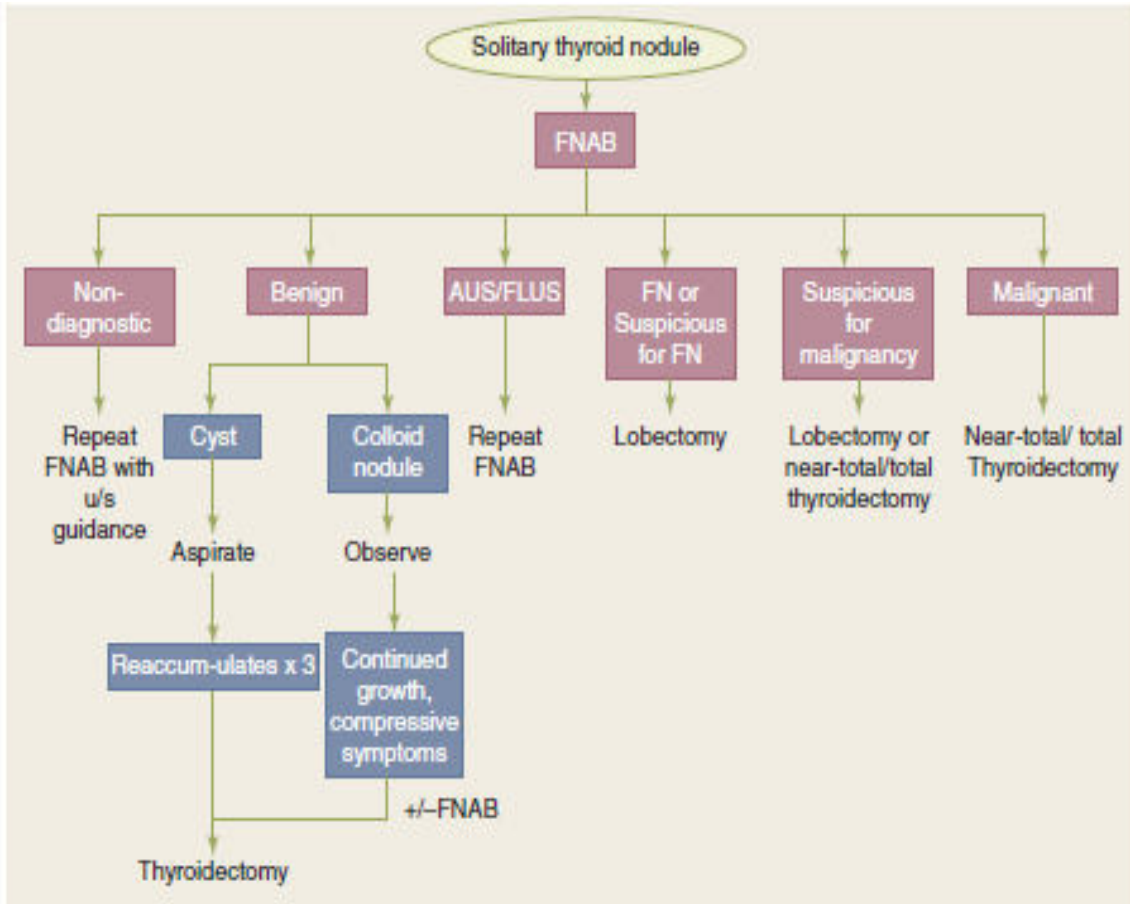 Solitary thyroid nodule
FNAB
Non-
diagnostic
Benign
AUS/FLUS
FN or
Suspicious
for FN
Suspicious
for
malignancy
Malignant
Repeat
FNAB with
u/s
guidance
Cyst
Colloid
nodule
Repeat
FNAB
Lobectomy
Lobectomy or
near-total/total
thyroidectomy
Near-total/ total
Thyroidectomy
Aspirate
Observe
Reaccum-ulates x 3
Continued
growth,
compressive
symptoms
+/–FNAB
Thyroidectomy